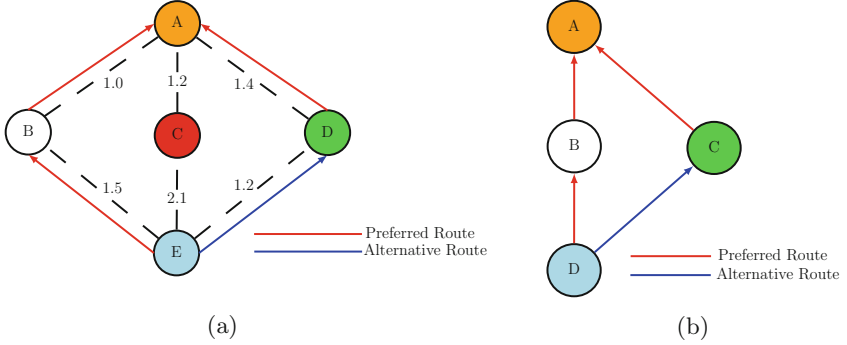 A
A
1.0
1.2
1.4
B
C
D
B
C
1.5
2.1
1.2
E
Preferred Route
Alternative Route
D
Preferred Route
Alternative Route
(a)
(b)